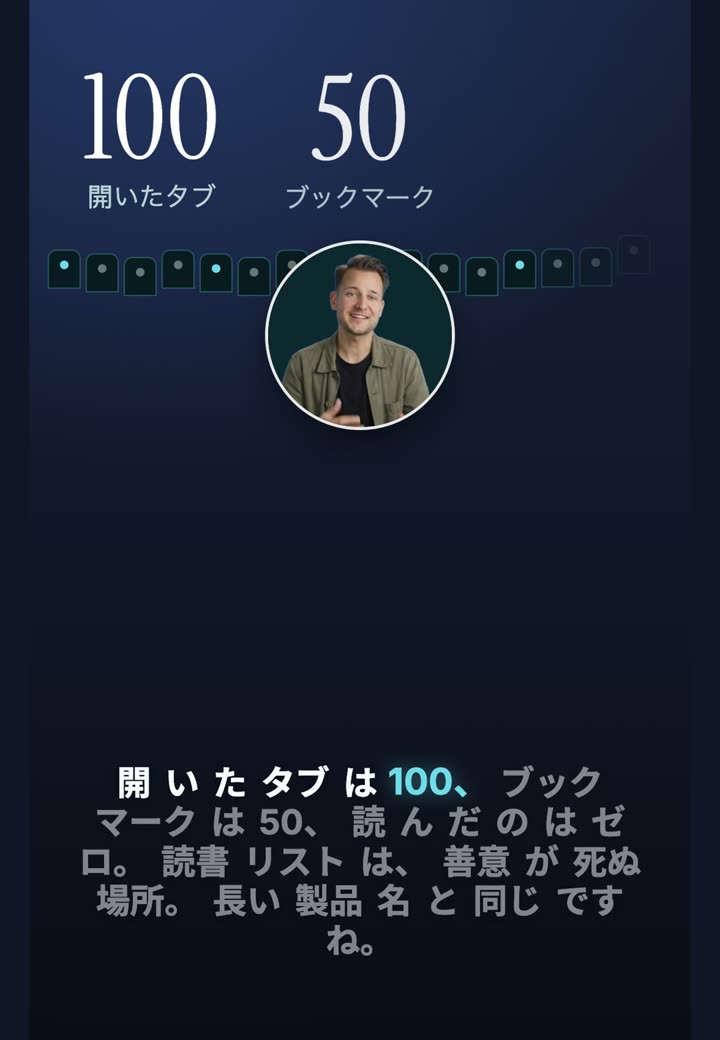 100 50
開いたタブ ブックマーク
開 い た タブ は 100、 ブック
マーク は 50、 読 ん だ の は ゼ
ロ。 読書 リスト は、 善意 が 死ぬ
場所。 長い 製品 名 と 同じ です
ね。